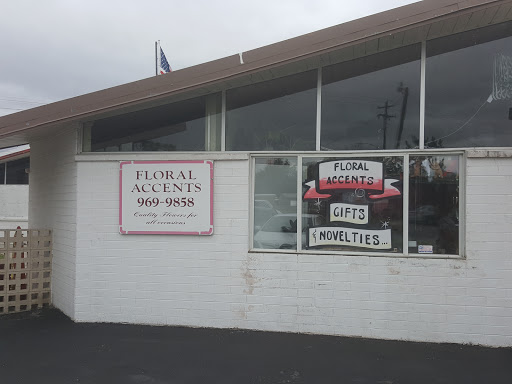 FLORAL
ACCENTS
969-9858
Quality Flowers for
all occasions
FLORAL
ACCENTS
GIFTS
& NOVELTIES...